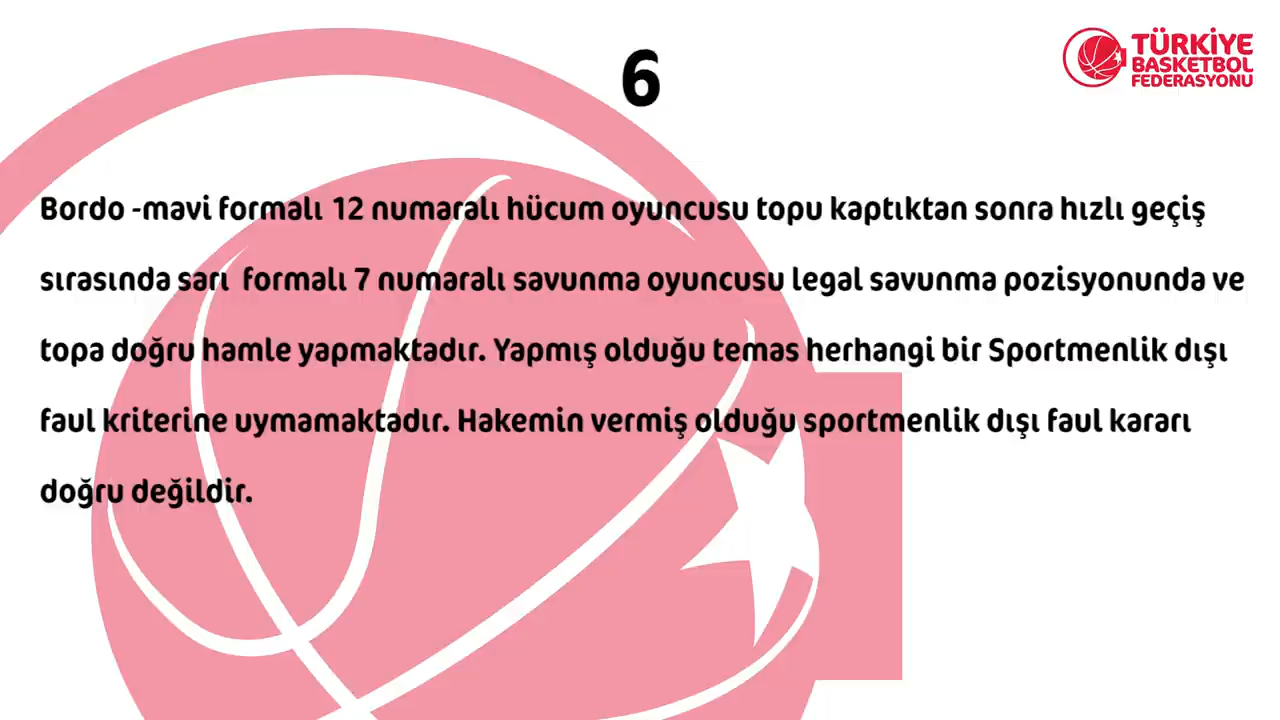 6
TÜRKİYE
BASKETBOL
FEDERASYONU
Bordo -mavi formalı 12 numaralı hücum oyuncusu topu kaptıktan sonra hızlı geçiş
sırasında sarı formalı 7 numaralı savunma oyuncusu legal savunma pozisyonunda ve
topa doğru hamle yapmaktadır. Yapmış olduğu temas herhangi bir Sportmenlik dışı
faul kriterine uymamaktadır. Hakemin vermiş olduğu sportmenlik dışı faul kararı
doğru değildir.